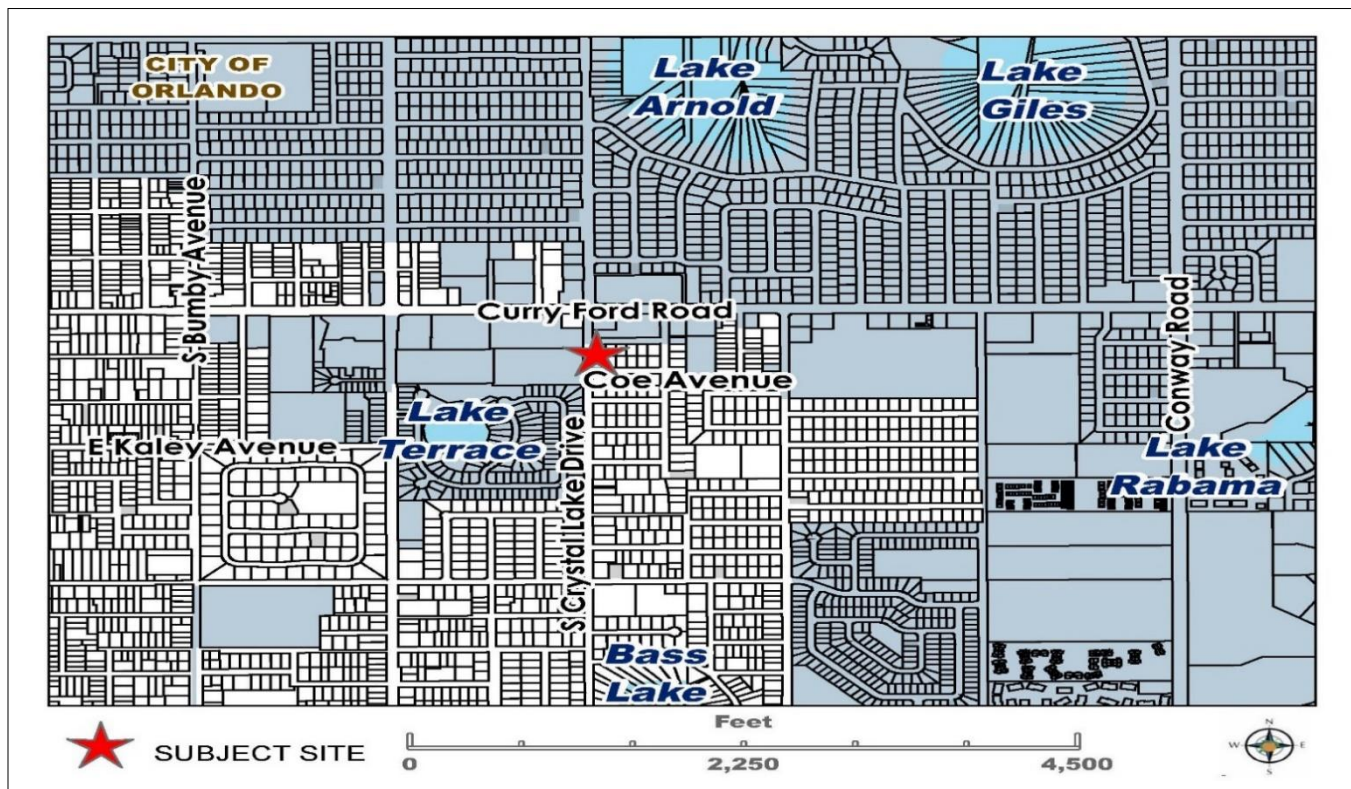 CITY OF
ORLANDO
Lake
Arnold
Lake
Giles
S Bumby Avenue
Curry Ford Road
Conway Road
Coe Avenue
Lake
Terrace
E Kaley Avenue
S Crystal Lake Drive
Lake
Rabama
Bass
Lake
Feet
SUBJECT SITE
0
2,250
4,500
N
W
E
S